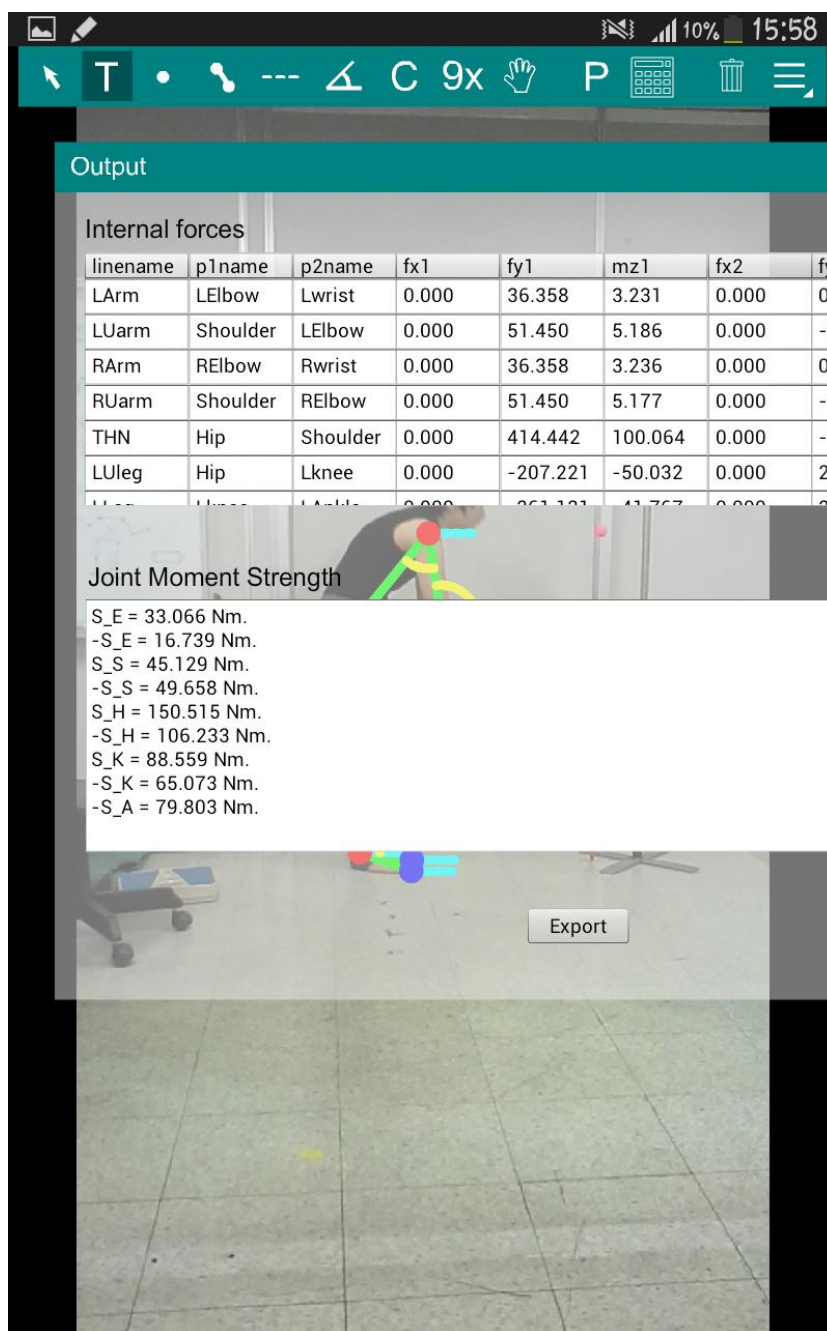 10% 15:58
T C 9x P
Output
Internal forces
linename p1name p2name fx1 fy1 mz1 fx2
LArm LElbow Lwrist 0.000 36.358 3.231 0.000
LUarm Shoulder LElbow 0.000 51.450 5.186 0.000
RArm RElbow Rwrist 0.000 36.358 3.236 0.000
RUarm Shoulder RElbow 0.000 51.450 5.177 0.000
THN Hip Shoulder 0.000 414.442 100.064 0.000
LUleg Hip Lknee 0.000 -207.221 -50.032 0.000
Joint Moment Strength
S_E = 33.066 Nm.
-S_E = 16.739 Nm.
S_S = 45.129 Nm.
-S_S = 49.658 Nm.
S_H = 150.515 Nm.
-S_H = 106.233 Nm.
S_K = 88.559 Nm.
-S_K = 65.073 Nm.
-S_A = 79.803 Nm.
Export